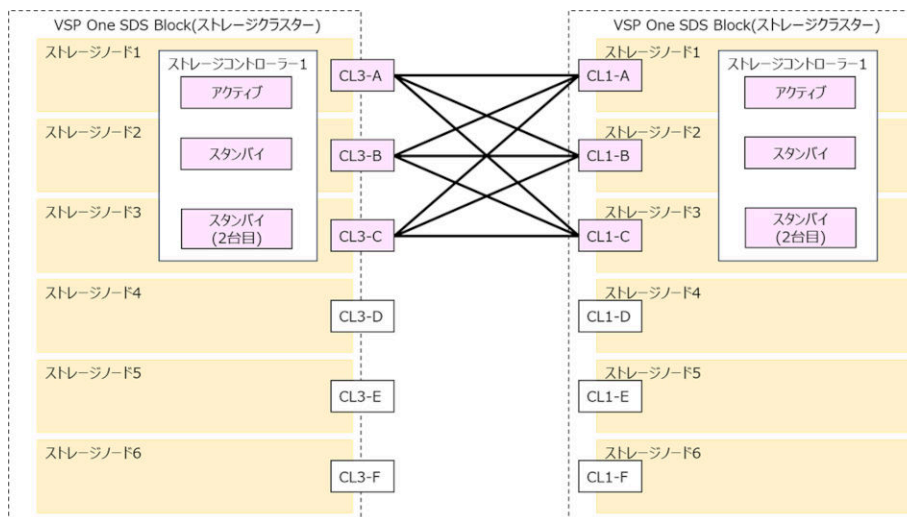 VSP One SDS Block(ストレージクラスター)
ストレージノード1
ストレージコントローラー1
アクティブ
CL3-A
ストレージノード2
スタンバイ
CL3-B
ストレージノード3
スタンバイ
(2台目)
CL3-C
ストレージノード4
CL3-D
ストレージノード5
CL3-E
ストレージノード6
CL3-F
VSP One SDS Block(ストレージクラスター)
ストレージノード1
CL1-A
ストレージコントローラー1
アクティブ
ストレージノード2
CL1-B
スタンバイ
ストレージノード3
CL1-C
スタンバイ
(2台目)
ストレージノード4
CL1-D
ストレージノード5
CL1-E
ストレージノード6
CL1-F